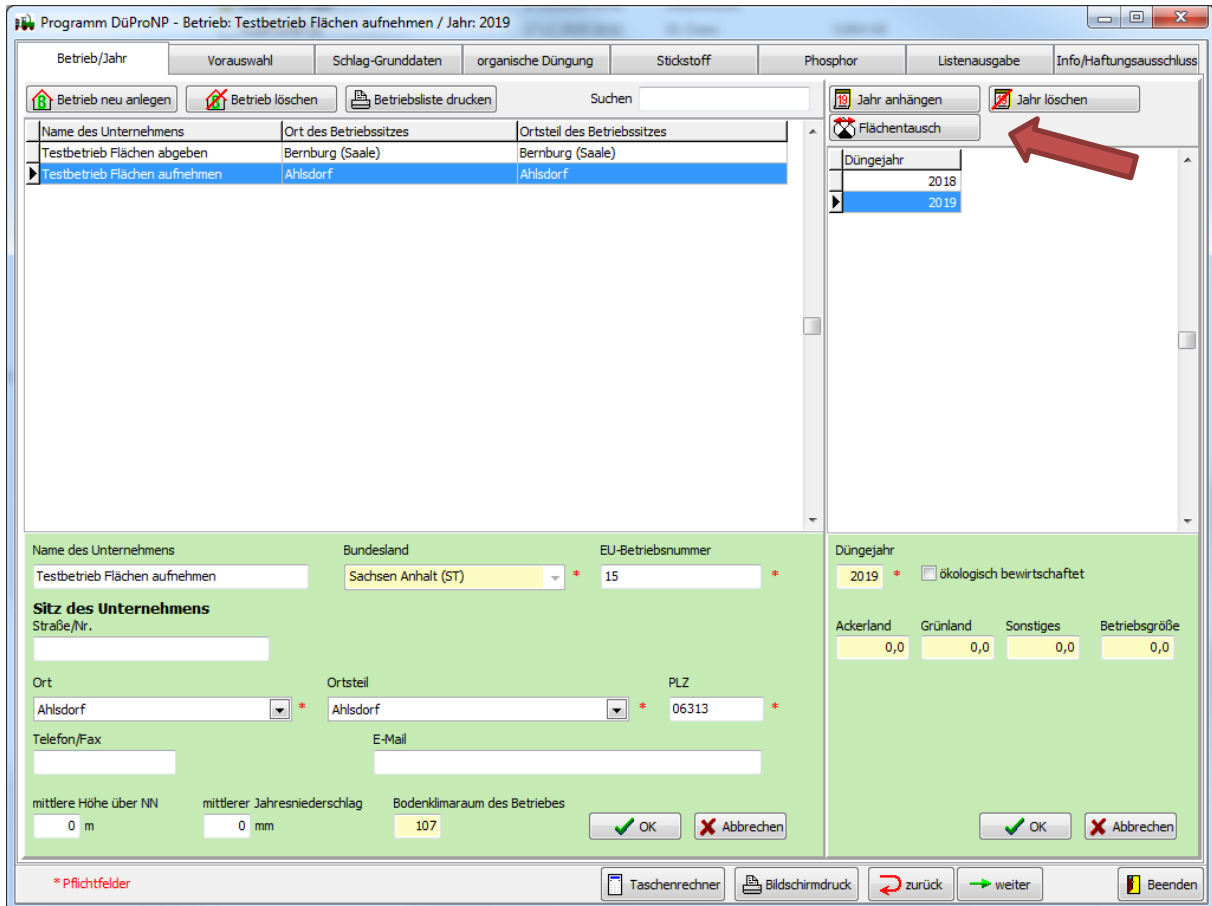 Programm DüProNP - Betrieb: Testbetrieb Flächen aufnehmen / Jahr: 2019
Betrieb/Jahr Vorauswahl Schlag-Grunddaten organische Düngung Stickstoff Phosphor Listenausgabe Info/Haftungsausschluss
Betrieb neu anlegen Betrieb löschen Betriebsliste drucken Suchen
Name des Unternehmens Ort des Betriebssitzes Ortsteil des Betriebssitzes
Testbetrieb Flächen abgeben Bernburg (Saale) Bernburg (Saale)
Testbetrieb Flächen aufnehmen Ahlsdorf Ahlsdorf
19 Jahr anhängen 19 Jahr löschen
Flächentausch
Düngejahr
2018
2019
Name des Unternehmens Bundesland EU-Betriebsnummer
Testbetrieb Flächen aufnehmen Sachsen Anhalt (ST) * 15 *
Sitz des Unternehmens
Straße/Nr.
Ort Ortsteil PLZ
Ahlsdorf * Ahlsdorf * 06313 *
Telefon/Fax E-Mail
mittlere Höhe über NN mittlerer Jahresniederschlag Bodenklimaraum des Betriebes
0 m 0 mm 107 OK Abbrechen
Düngejahr
2019 * ökologisch bewirtschaftet
Ackerland Grünland Sonstiges Betriebsgröße
0,0 0,0 0,0 0,0
OK Abbrechen
* Pflichtfelder Taschenrechner Bildschirmdruck zurück weiter Beenden